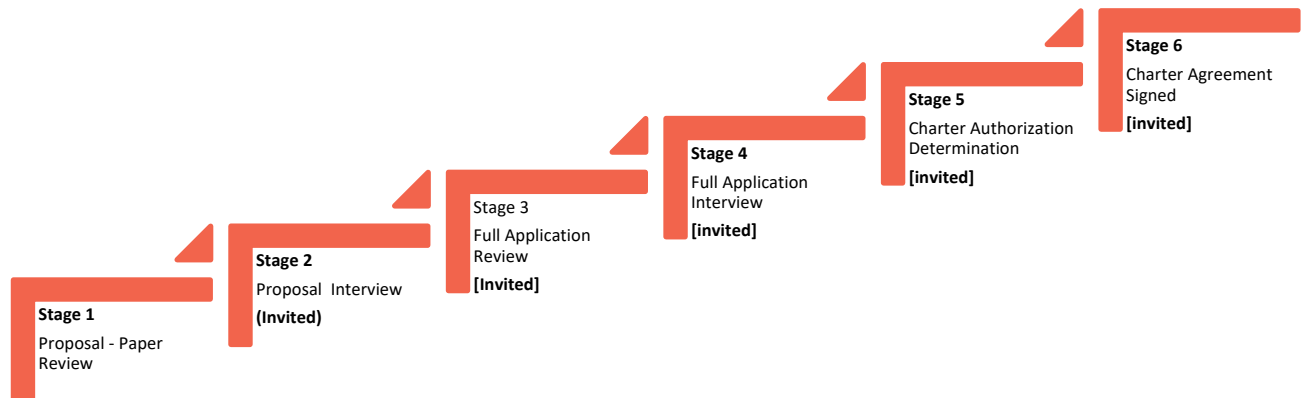 Stage 1
Proposal - Paper
Review
Stage 2
Proposal  Interview
(Invited)
Stage 3
Full Application
Review
[Invited]
Stage 4
Full Application
Interview
[invited]
Stage 5
Charter Authorization
Determination
[invited]
Stage 6
Charter Agreement
Signed
[invited]